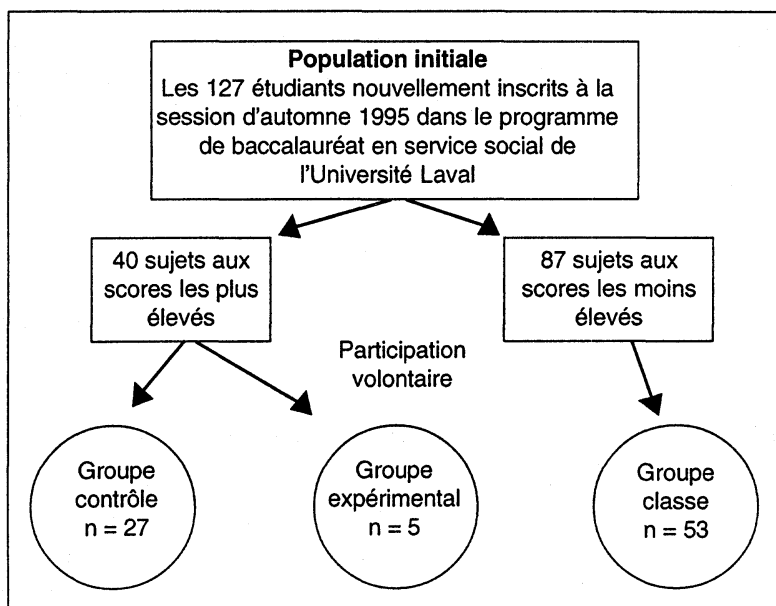 Population initiale
Les 127 étudiants nouvellement inscrits à la
session d'automne 1995 dans le programme
de baccalauréat en service social de
l'Université Laval
40 sujets aux
scores les plus
élevés
87 sujets aux
scores les moins
élevés
Participation
volontaire
Groupe
contrôle
n = 27
Groupe
expérimental
n = 5
Groupe
classe
n = 53